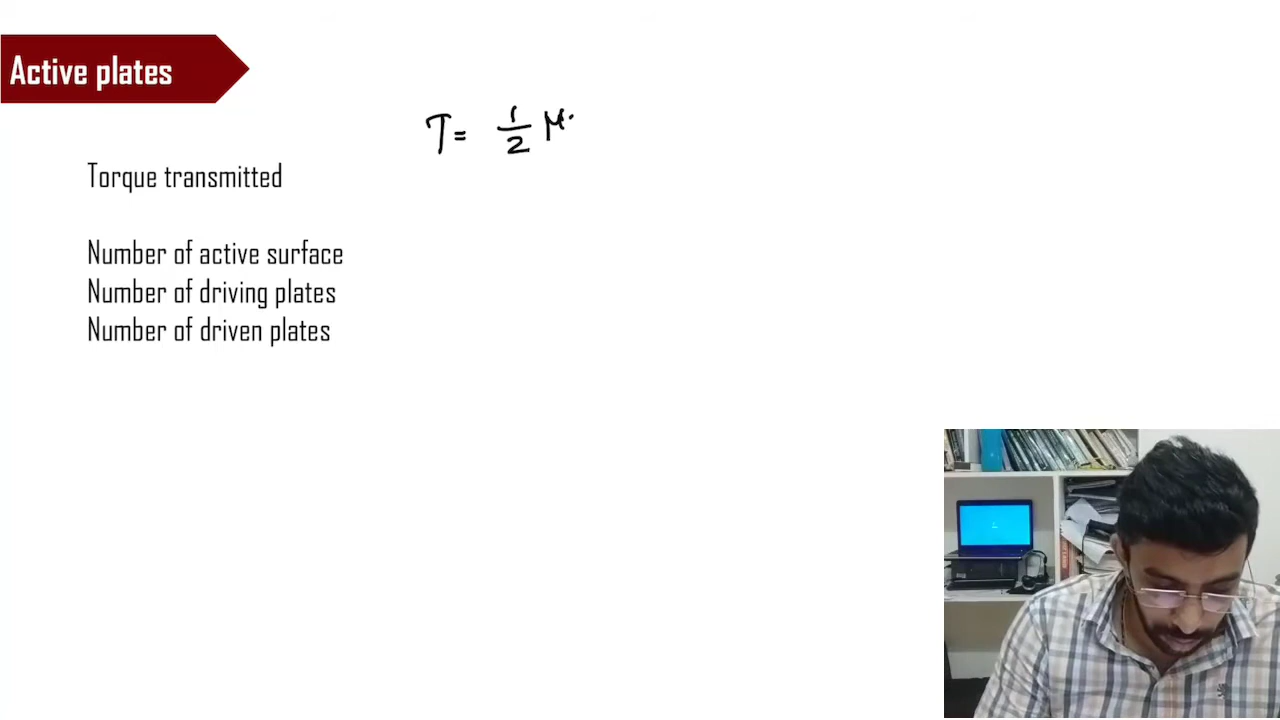 Active plates
T = 1/2 μ.
Torque transmitted
Number of active surface
Number of driving plates
Number of driven plates